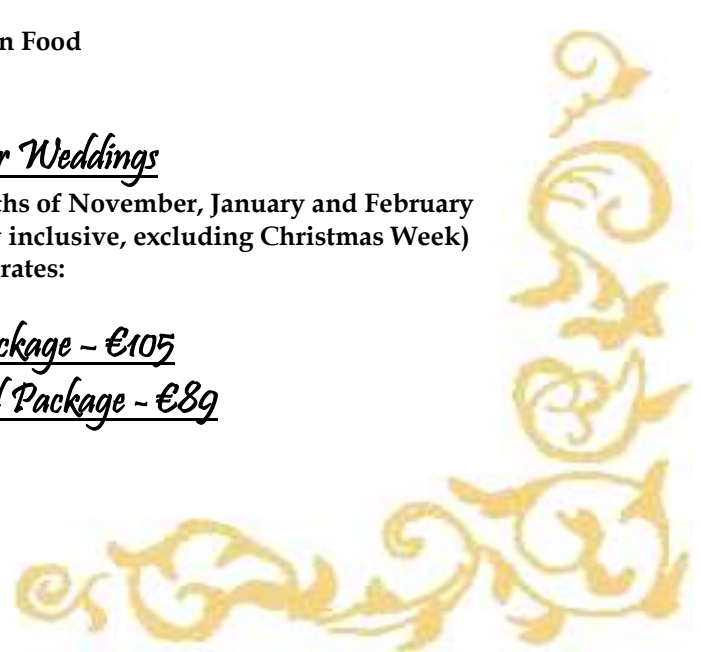 n Food
r Weddings
ths of November, January and February
y inclusive, excluding Christmas Week)
rates:
ckage – €105
l Package - €89